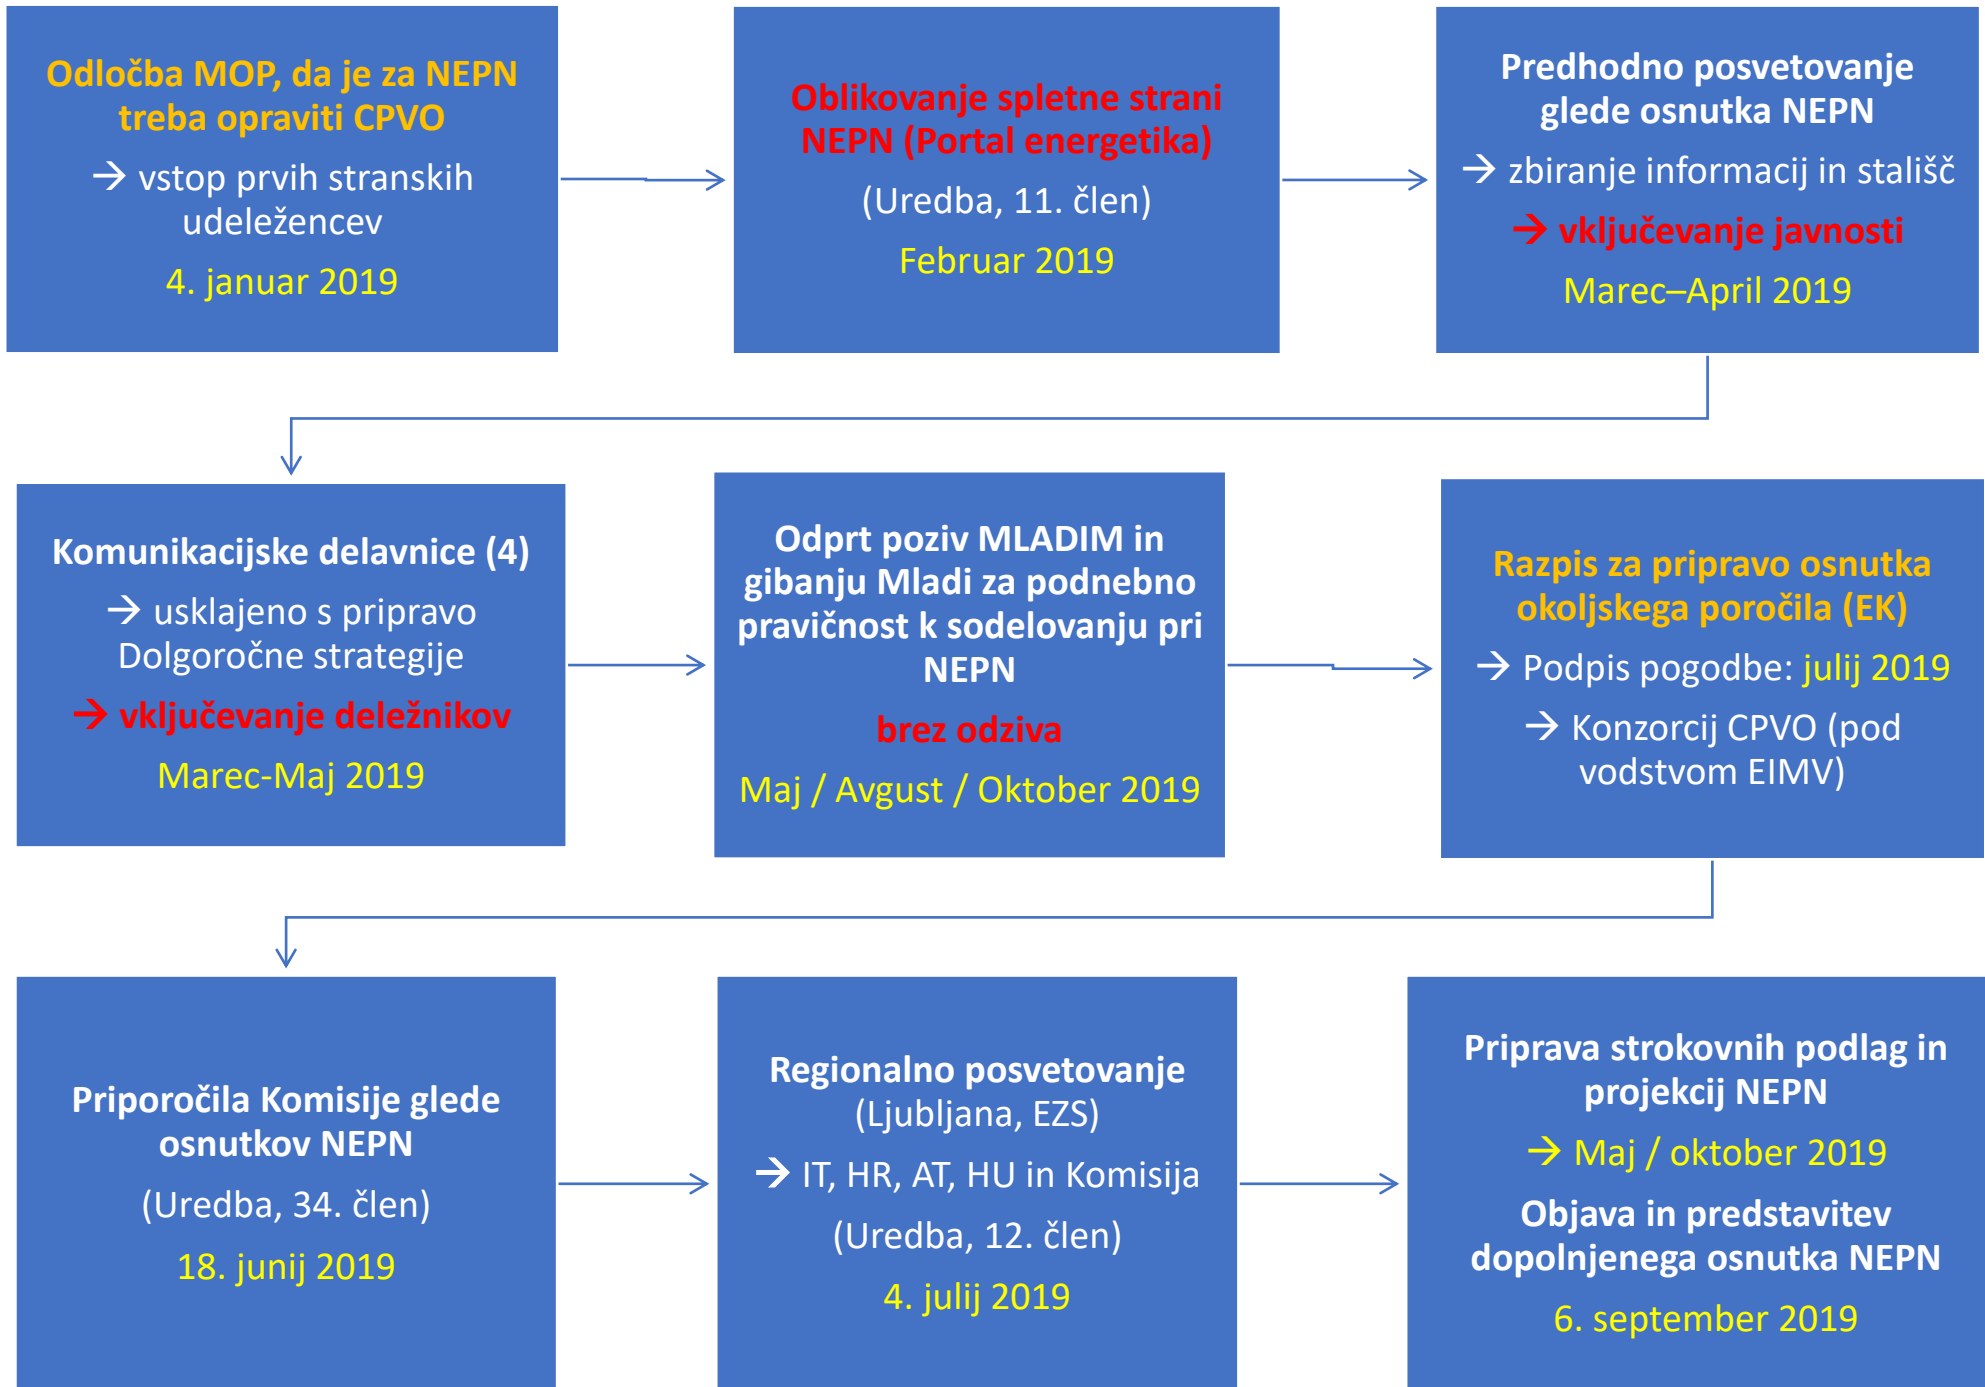 Odločba MOP, da je za NEPN
treba opraviti CPVO
→ vstop prvih stranskih
udeležencev
4. januar 2019
Oblikovanje spletne strani
NEPN (Portal energetika)
(Uredba, 11. člen)
Februar 2019
Predhodno posvetovanje
glede osnutka NEPN
→ zbiranje informacij in stališč
→ vključevanje javnosti
Marec–April 2019
Komunikacijske delavnice (4)
→ usklajeno s pripravo
Dolgoročne strategije
→ vključevanje deležnikov
Marec-Maj 2019
Odprt poziv MLADIM in
gibanju Mladi za podnebno
pravičnost k sodelovanju pri
NEPN
brez odziva
Maj / Avgust / Oktober 2019
Razpis za pripravo osnutka
okoljskega poročila (EK)
→ Podpis pogodbe: julij 2019
→ Konzorcij CPVO (pod
vodstvom EIMV)
Priporočila Komisije glede
osnutkov NEPN
(Uredba, 34. člen)
18. junij 2019
Regionalno posvetovanje
(Ljubljana, EZS)
→ IT, HR, AT, HU in Komisija
(Uredba, 12. člen)
4. julij 2019
Priprava strokovnih podlag in
projekcij NEPN
→ Maj / oktober 2019
Objava in predstavitev
dopolnjenega osnutka NEPN
6. september 2019